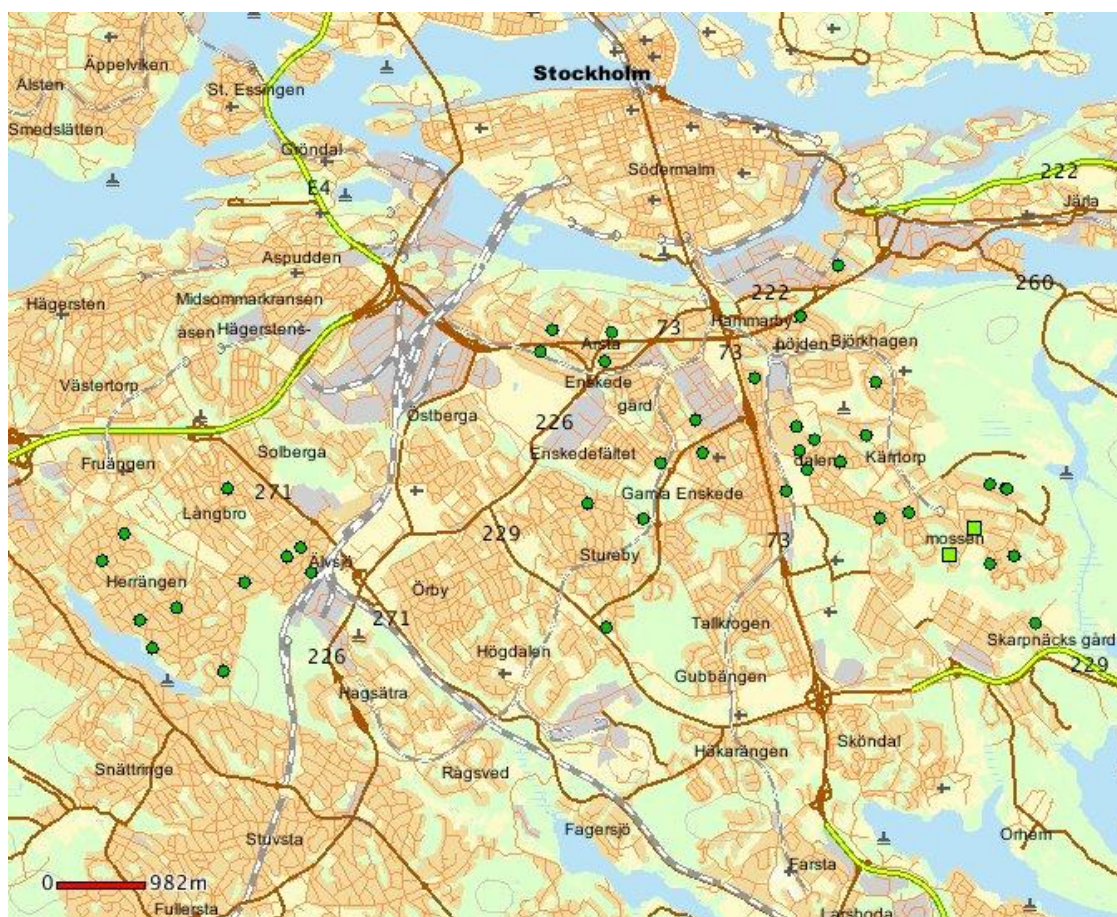 Äppelviken
Stockholm
Ålsten
St. Essingen
Smedslätten
Gröndal
Södermalm
222
E4
Järla
Aspudden
260
Hägersten
Midsommarkransen
222
Hägerstens-
åsen
73
Hammarby
höjden
Björkhagen
Årsta
73
Enskede
gård
Västertorp
Östberga
226
Solberga
Enskedefältet
Fruängen
dalen
Kärrtorp
271
Gamla Enskede
Långbro
229
73
mossen
Stureby
Herrängen
Älvsjö
Örby
271
Tallkrogen
Skarpnäcks gård
226
Högdalen
229
Gubbängen
Hagsätra
Hökarängen
Sköndal
Snättringe
Rågsved
Fagersjö
Orhem
Stuvsta
Farsta
0 982m
Fullersta
Larsboda